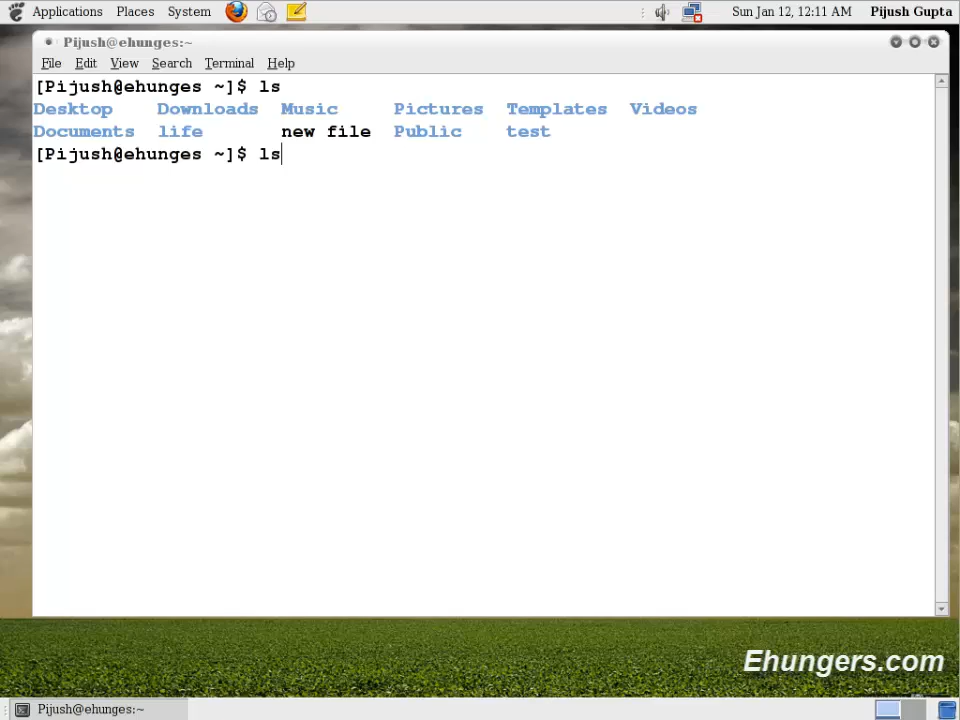 Applications Places System Sun Jan 12, 12:11 AM Pijush Gupta
Pijush@ehunges:~
File Edit View Search Terminal Help
[Pijush@ehunges ~]$ ls
Desktop Downloads Music Pictures Templates Videos
Documents life new file Public test
[Pijush@ehunges ~]$ ls
Ehungers.com
Pijush@ehunges:~